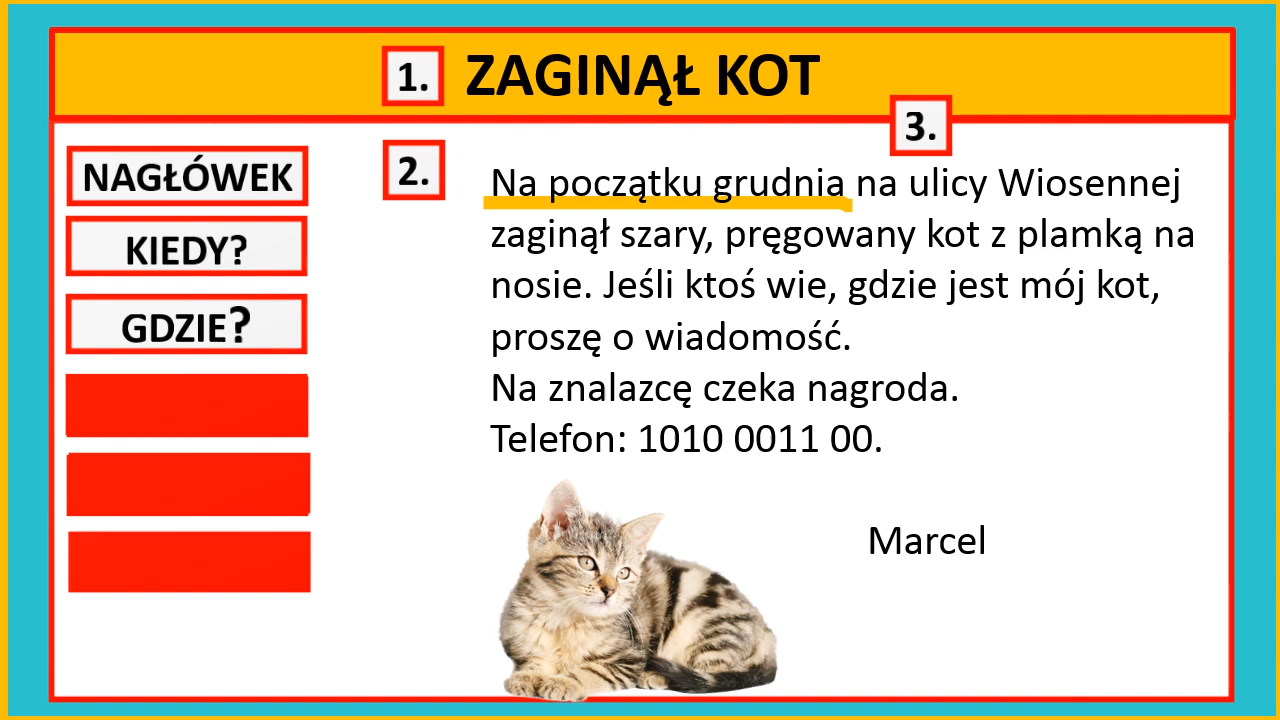 1. ZAGINĄŁ KOT
3.
NAGŁÓWEK
KIEDY?
GDZIE?
2.
Na początku grudnia na ulicy Wiosennej
zaginął szary, pręgowany kot z plamką na
nosie. Jeśli ktoś wie, gdzie jest mój kot,
proszę o wiadomość.
Na znalazcę czeka nagroda.
Telefon: 1010 0011 00.
Marcel